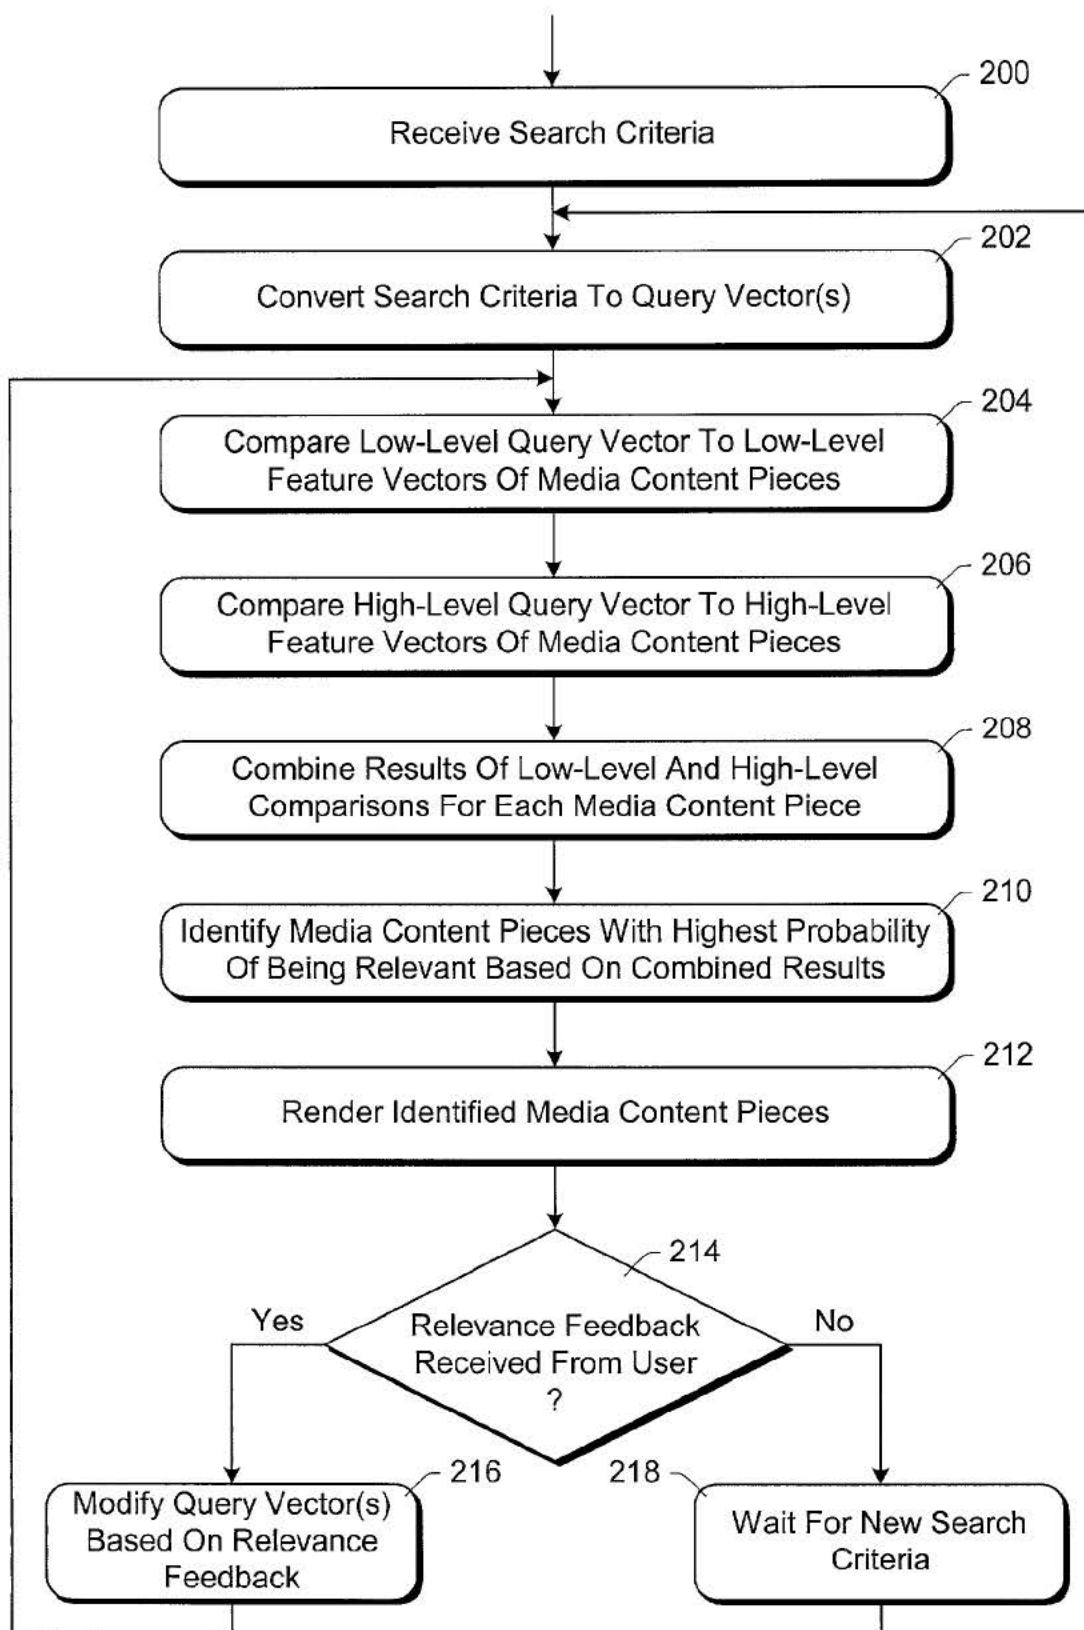 200
Receive Search Criteria
202
Convert Search Criteria To Query Vector(s)
204
Compare Low-Level Query Vector To Low-Level
Feature Vectors Of Media Content Pieces
206
Compare High-Level Query Vector To High-Level
Feature Vectors Of Media Content Pieces
208
Combine Results Of Low-Level And High-Level
Comparisons For Each Media Content Piece
210
Identify Media Content Pieces With Highest Probability
Of Being Relevant Based On Combined Results
212
Render Identified Media Content Pieces
214
Yes
No
Relevance Feedback
Received From User
?
216
Modify Query Vector(s)
Based On Relevance
Feedback
218
Wait For New Search
Criteria